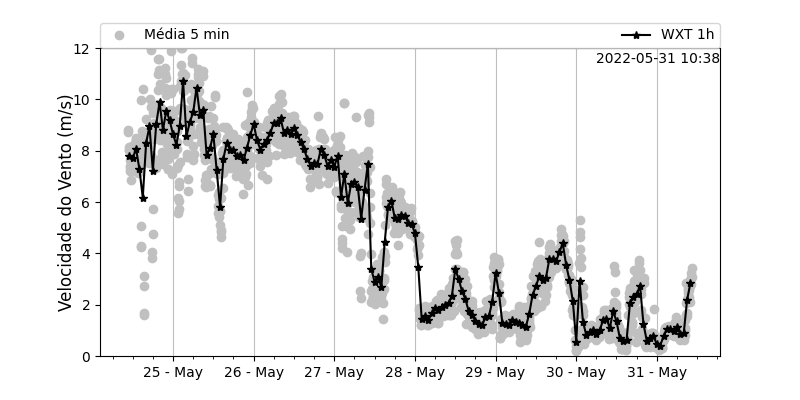 Média 5 min
WXT 1h
2022-05-31 10:38
Velocidade do Vento (m/s)
12
10
8
6
4
2
0
25 - May
26 - May
27 - May
28 - May
29 - May
30 - May
31 - May